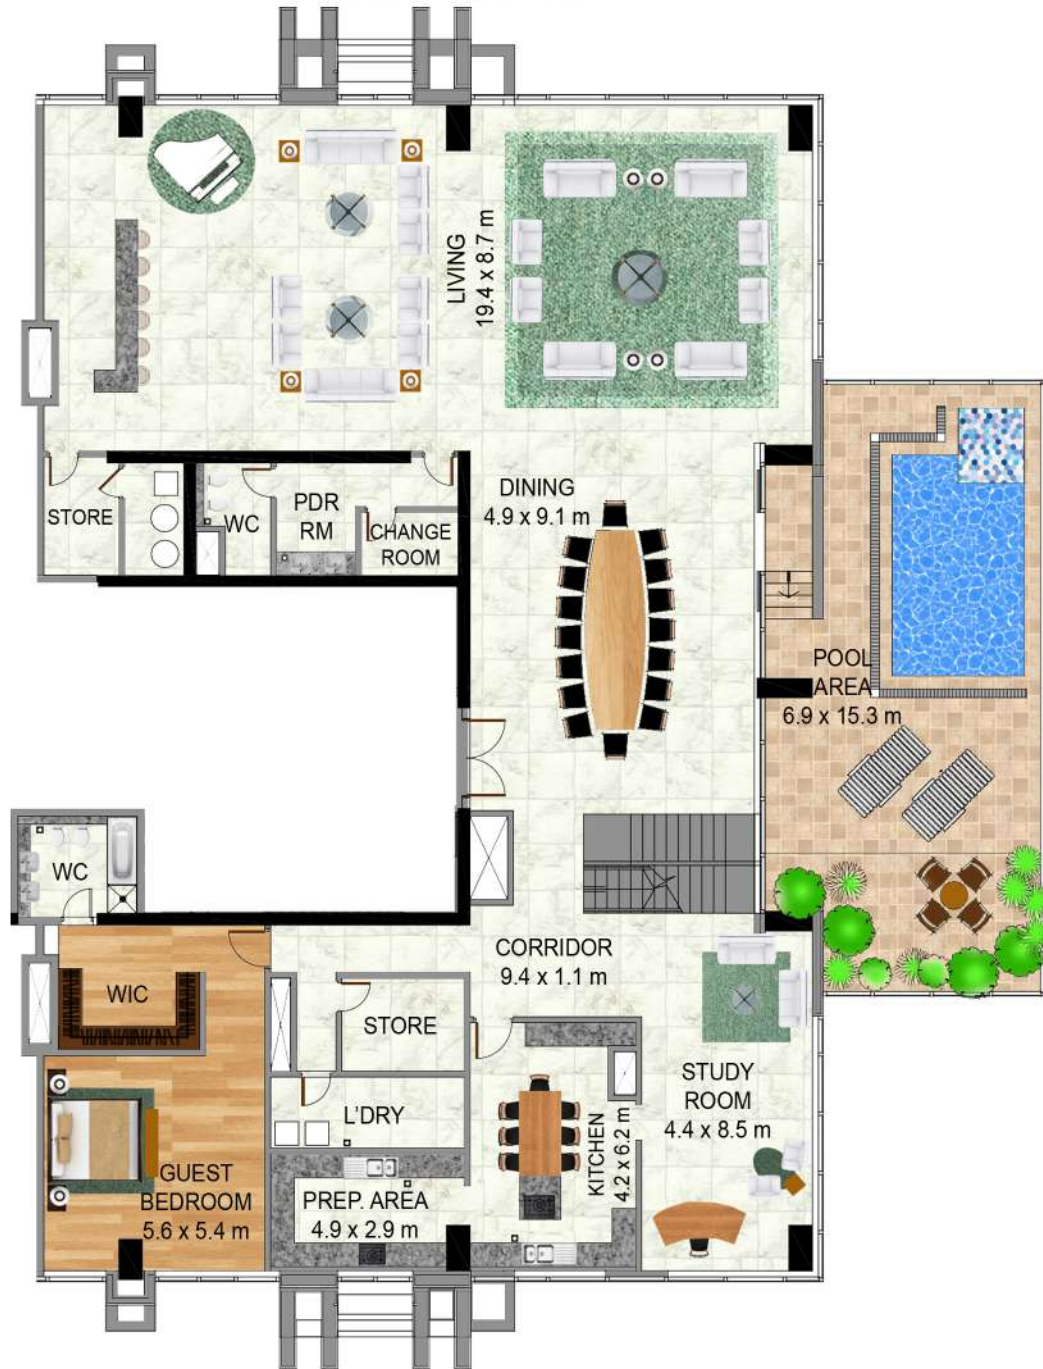 LIVING
19.4 x 8.7 m
DINING
4.9 x 9.1 m
STORE
WC
PDR
RM
CHANGE
ROOM
POOL
AREA
6.9 x 15.3 m
WC
CORRIDOR
9.4 x 1.1 m
WIC
STORE
STUDY
ROOM
4.4 x 8.5 m
L'DRY
KITCHEN
4.2 x 6.2 m
GUEST
BEDROOM
5.6 x 5.4 m
PREP. AREA
4.9 x 2.9 m